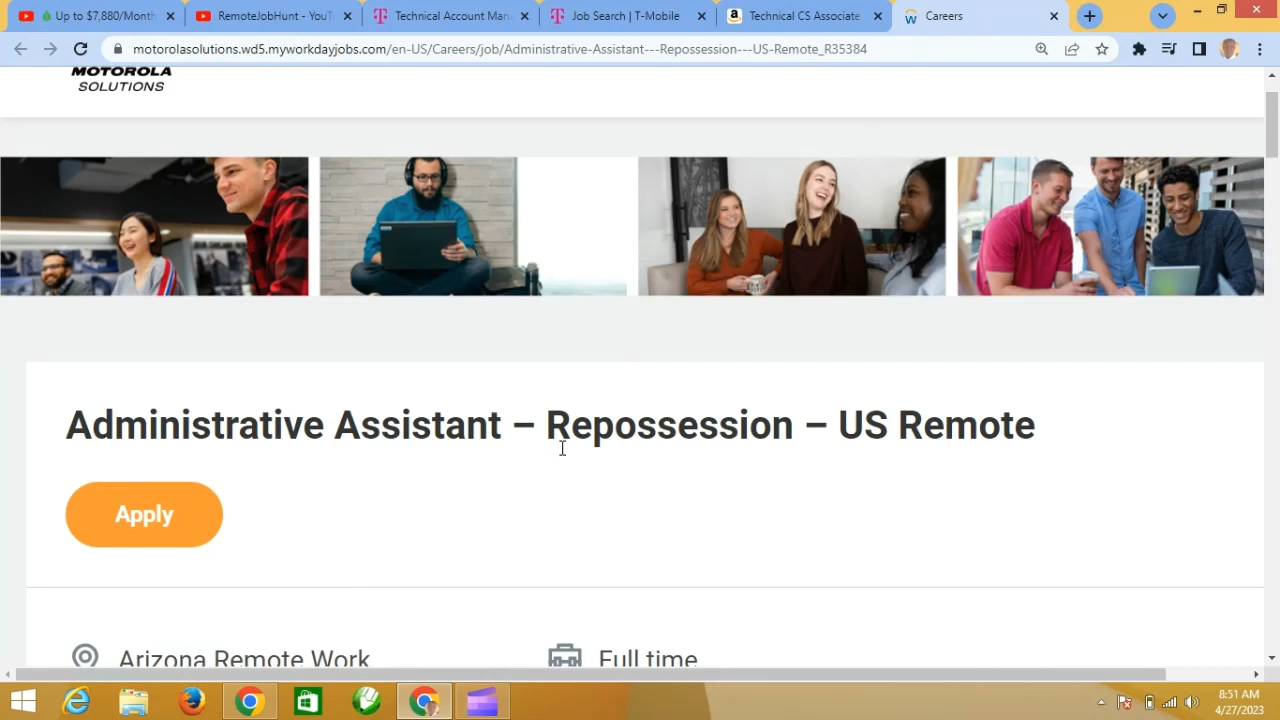 Up to $7,880/Month
RemoteJobHunt - YouT
Technical Account Man
Job Search | T-Mobile
Technical CS Associate
Careers
motorolasolutions.wd5.myworkdayjobs.com/en-US/Careers/job/Administrative-Assistant---Repossession---US-Remote_R35384
MOTOROLA
SOLUTIONS
Administrative Assistant – Repossession – US Remote
Apply
Arizona Remote Work
Full time
8:51 AM
4/27/2023